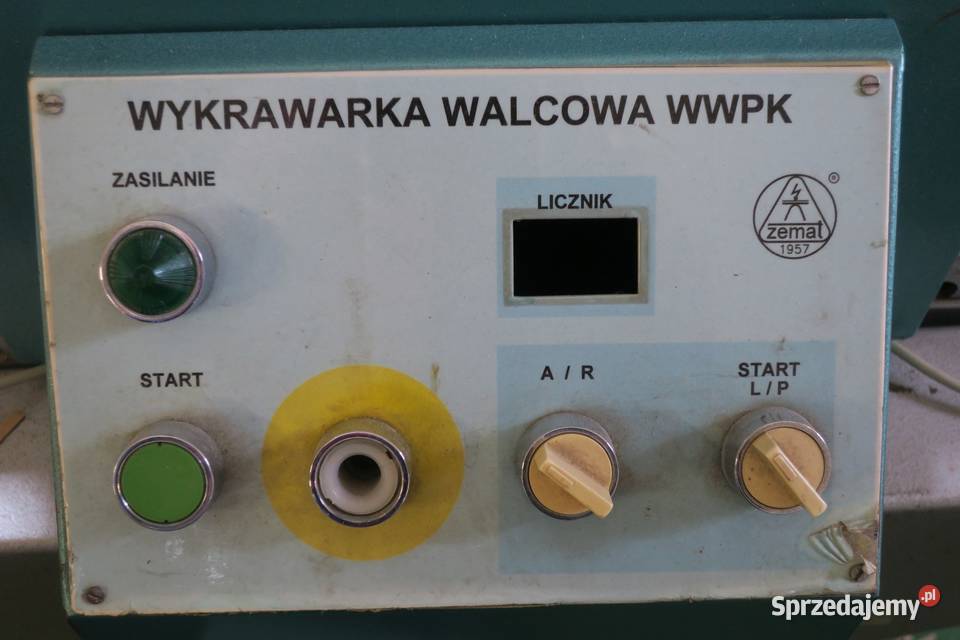 WYKRAWARKA WALCOWA WWPK
ZASILANIE
LICZNIK
®
zemat
1957
START
A / R
START
L / P
Sprzedajemy.pl